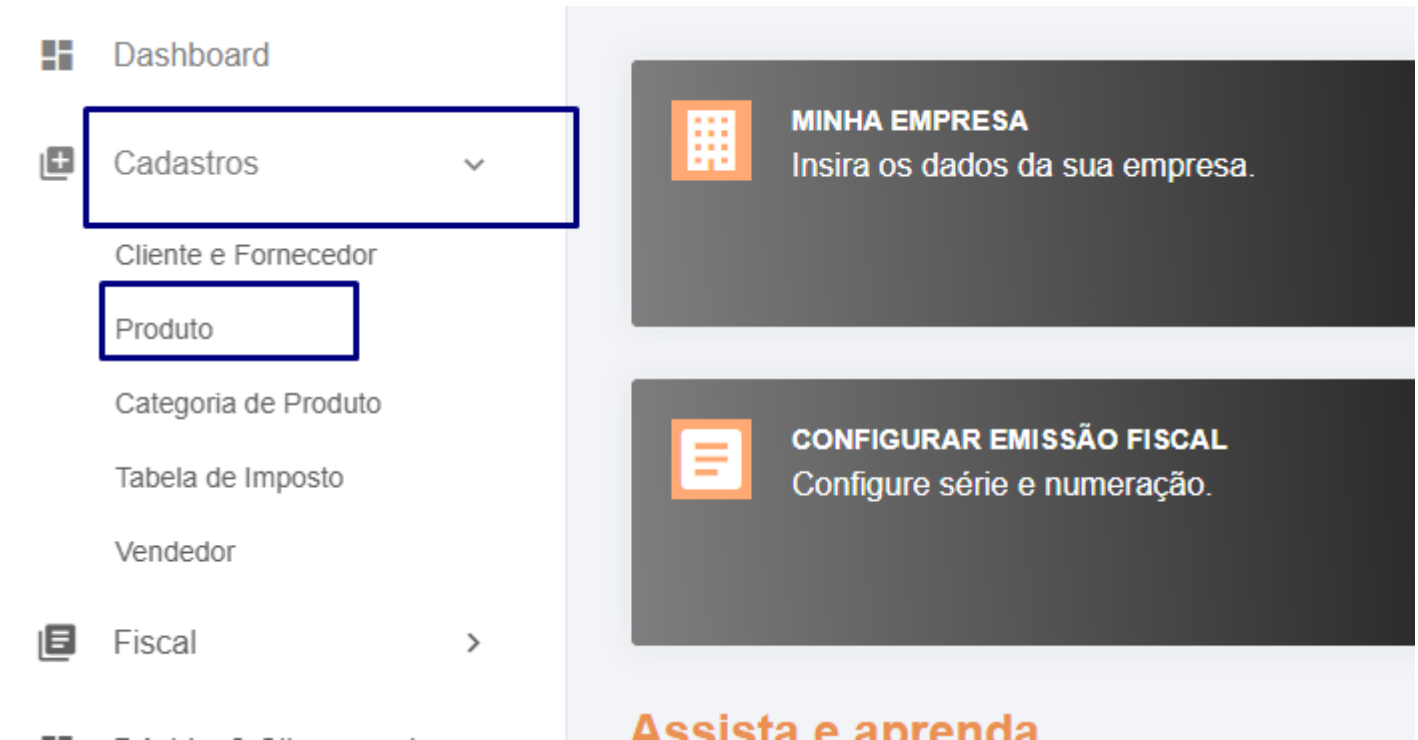 Dashboard
Cadastros
Cliente e Fornecedor
Produto
Categoria de Produto
Tabela de Imposto
Vendedor
Fiscal
MINHA EMPRESA
Insira os dados da sua empresa.
CONFIGURAR EMISSÃO FISCAL
Configure série e numeração.
Assista e aprenda